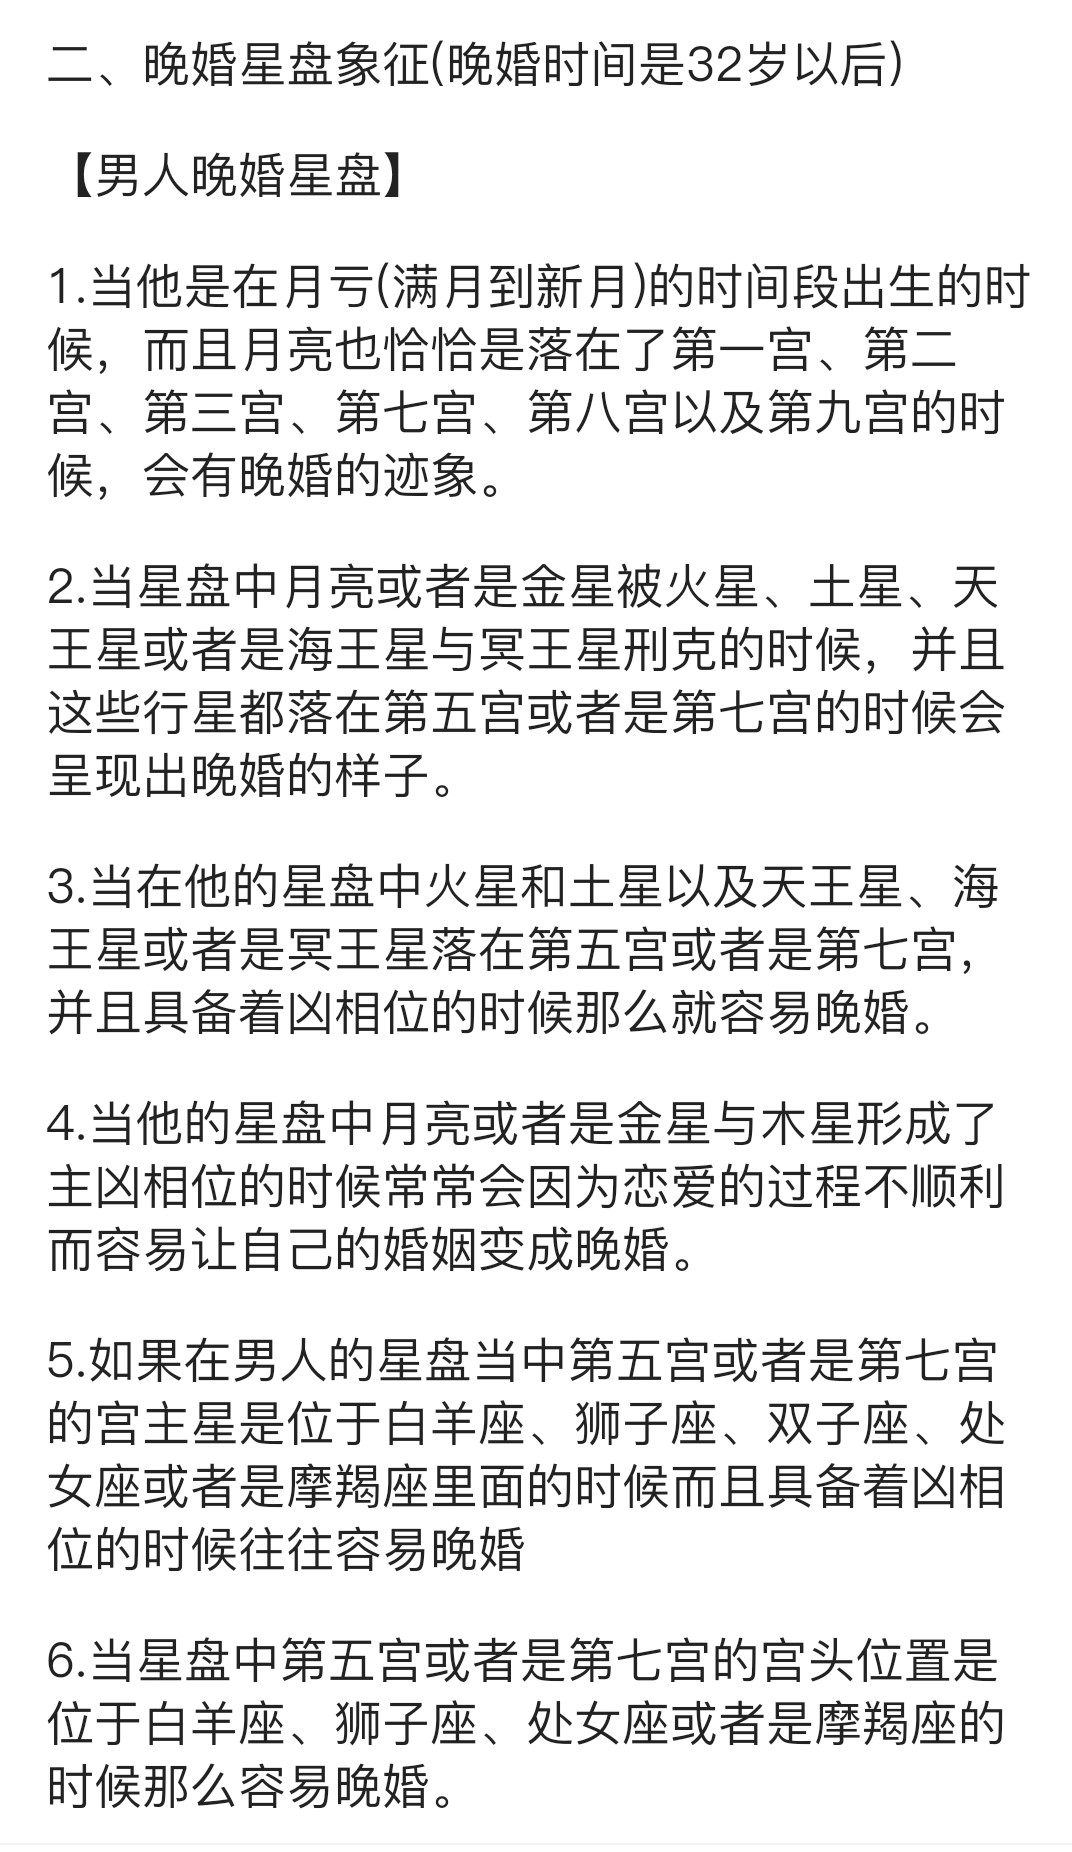 二、晚婚星盘象征(晚婚时间是32岁以后)
【男人晚婚星盘】
1.当他是在月亏(满月到新月)的时间段出生的时
候，而且月亮也恰恰是落在了第一宫、第二
宫、第三宫、第七宫、第八宫以及第九宫的时
候，会有晚婚的迹象。
2.当星盘中月亮或者是金星被火星、土星、天
王星或者是海王星与冥王星刑克的时候，并且
这些行星都落在第五宫或者是第七宫的时候会
呈现出晚婚的样子。
3.当在他的星盘中火星和土星以及天王星、海
王星或者是冥王星落在第五宫或者是第七宫，
并且具备着凶相位的时候那么就容易晚婚。
4.当他的星盘中月亮或者是金星与木星形成了
主凶相位的时候常常会因为恋爱的过程不顺利
而容易让自己的婚姻变成晚婚。
5.如果在男人的星盘当中第五宫或者是第七宫
的宫主星是位于白羊座、狮子座、双子座、处
女座或者是摩羯座里面的时候而且具备着凶相
位的时候往往容易晚婚
6.当星盘中第五宫或者是第七宫的宫头位置是
位于白羊座、狮子座、处女座或者是摩羯座的
时候那么容易晚婚。